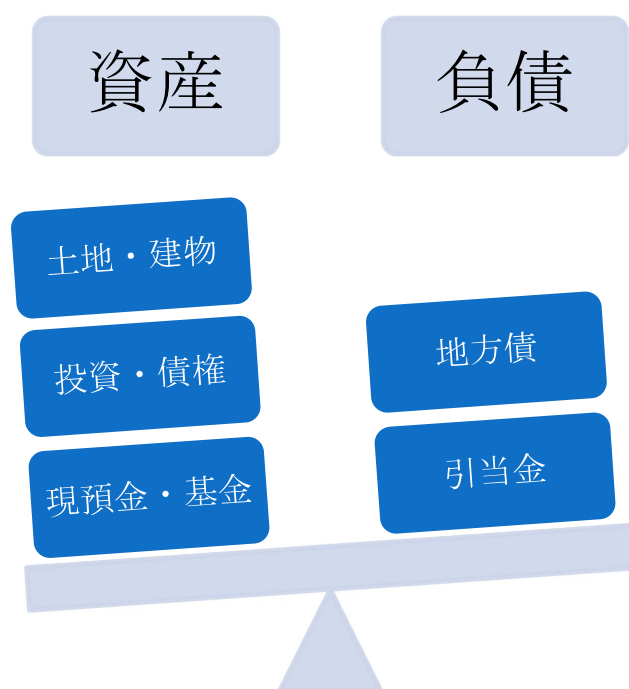 資産
負債
土地・建物
投資・債権
現預金・基金
地方債
引当金